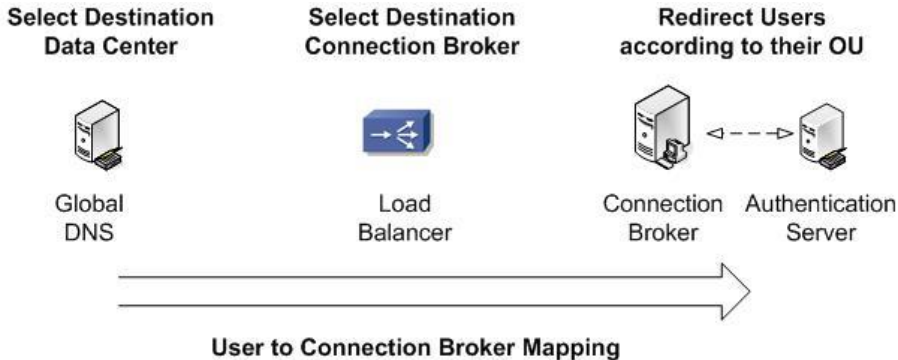 Select Destination
Data Center
Select Destination
Connection Broker
Redirect Users
according to their OU
Global
DNS
Load
Balancer
Connection
Broker
Authentication
Server
User to Connection Broker Mapping